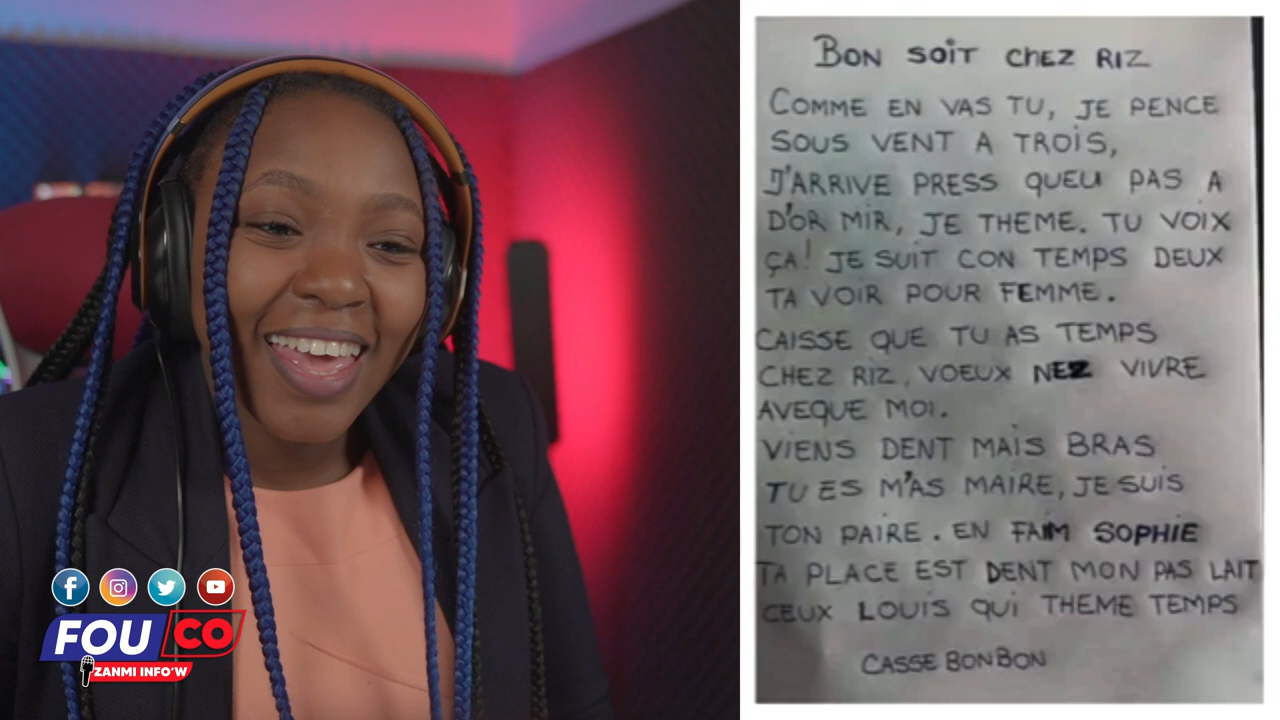 FOU CO
ZANMI INFO'W
BON SOIT CHEZ RIZ
COMME EN VAS TU, JE PENCE
SOUS VENT A TROIS,
J'ARRIVE PRESS QUEU PAS A
D'OR MIR, JE THEME. TU VOIX
ÇA! JE SUIT CON TEMPS DEUX
TA VOIR POUR FEMME.
CAISSE QUE TU AS TEMPS
CHEZ RIZ, VOEUX NEZ VIVRE
AVEQUE MOI.
VIENS DENT MAIS BRAS
TU ES M'AS MAIRE, JE SUIS
TON PAIRE. EN FAIM SOPHIE
TA PLACE EST DENT MON PAS LAIT
CEUX LOUIS QUI THEME TEMPS
CASSE BONBON